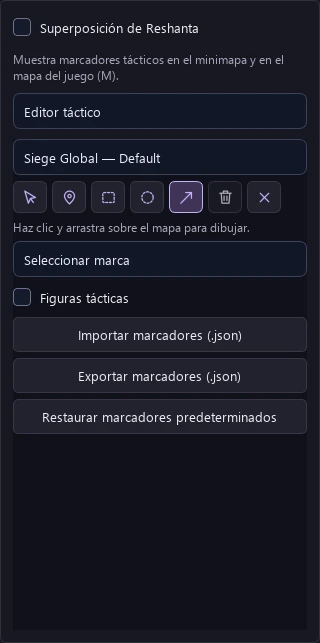 Superposición de Reshanta
Muestra marcadores tácticos en el minimapa y en el
mapa del juego (M).
Editor táctico
Siege Global — Default
Haz clic y arrastra sobre el mapa para dibujar.
Seleccionar marca
Figuras tácticas
Importar marcadores (.json)
Exportar marcadores (.json)
Restaurar marcadores predeterminados